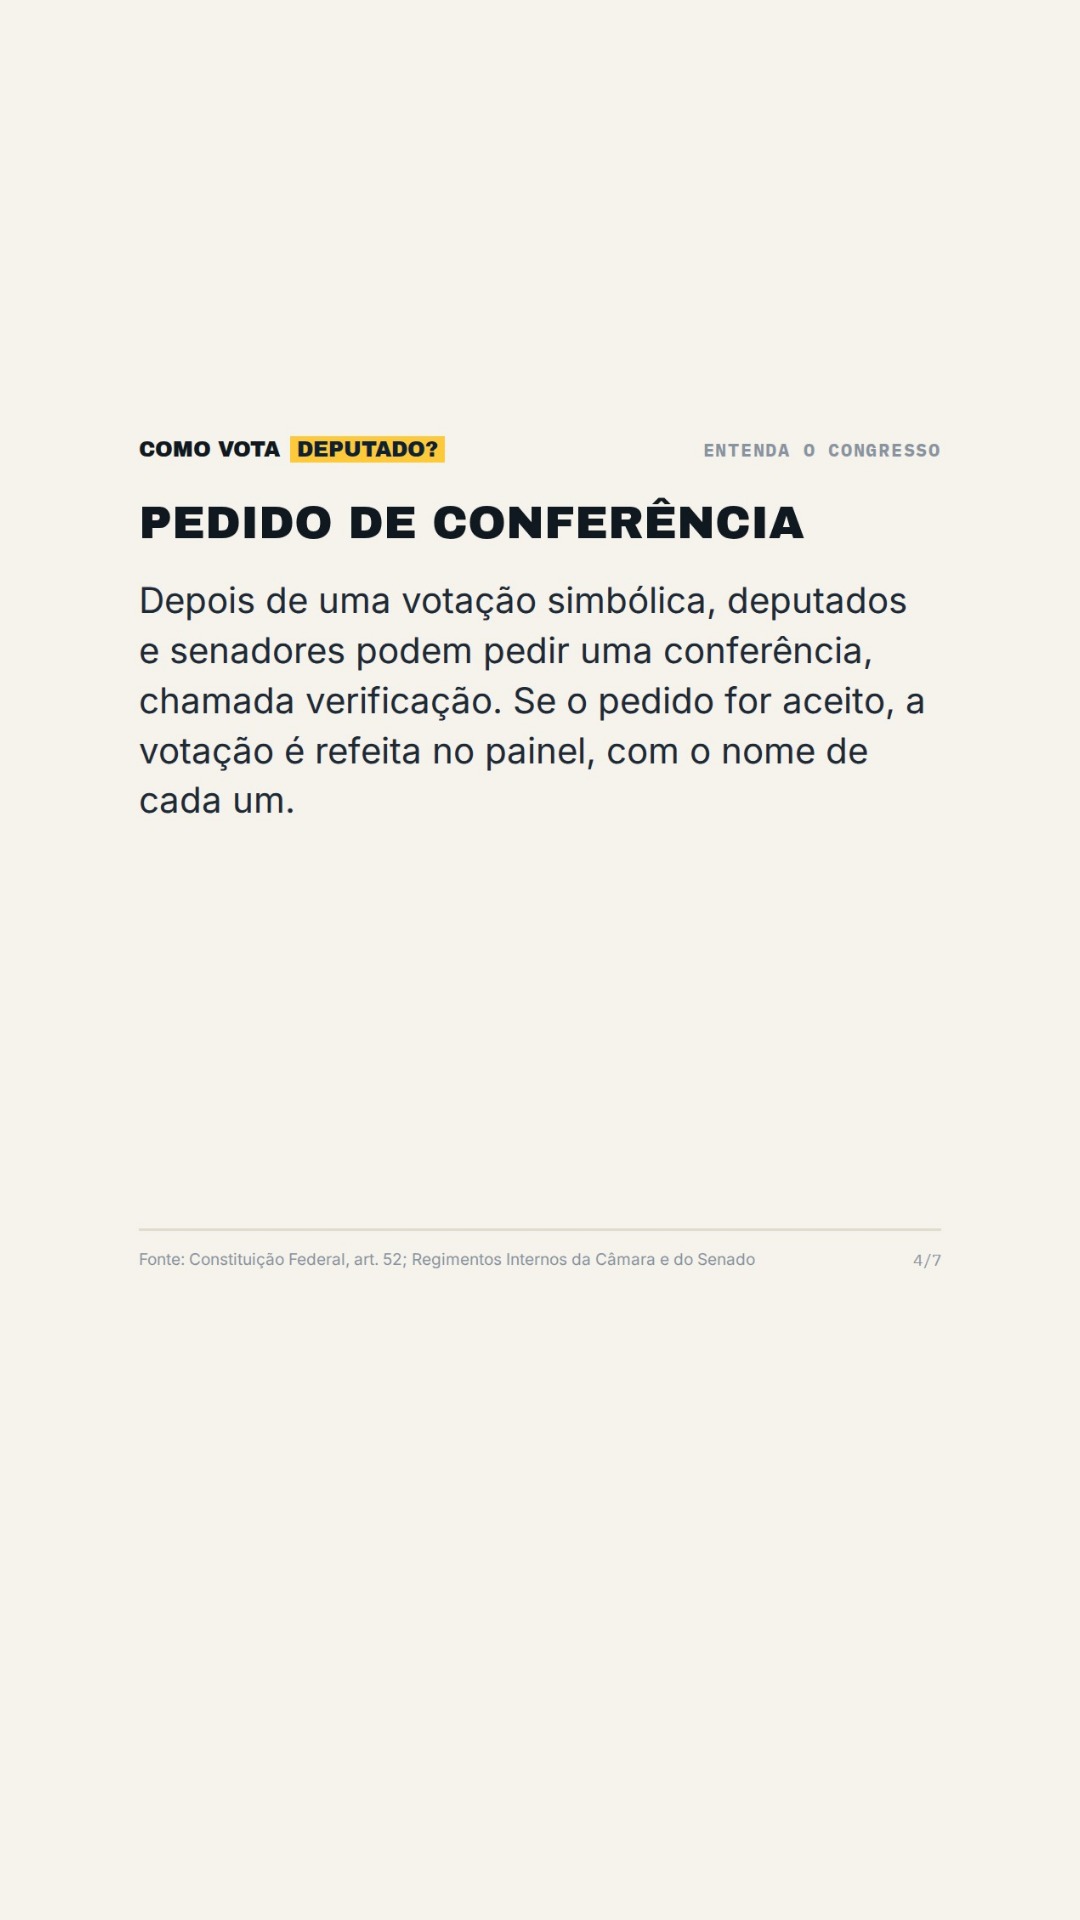 COMO VOTA DEPUTADO?
ENTENDA O CONGRESSO
PEDIDO DE CONFERÊNCIA
Depois de uma votação simbólica, deputados
e senadores podem pedir uma conferência,
chamada verificação. Se o pedido for aceito, a
votação é refeita no painel, com o nome de
cada um.
Fonte: Constituição Federal, art. 52; Regimentos Internos da Câmara e do Senado
4/7